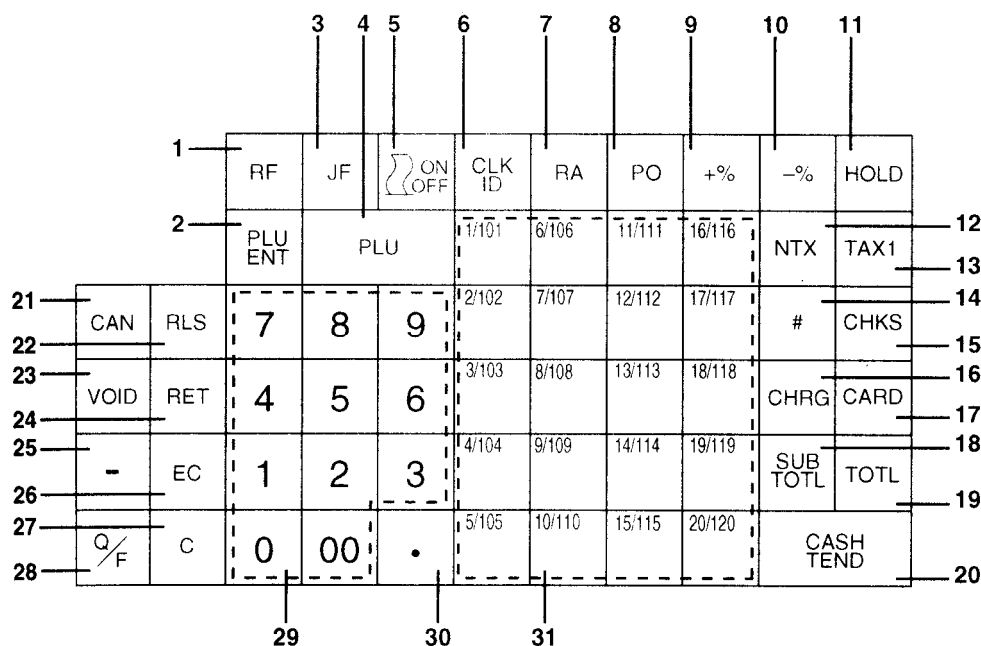 3 4 5 6 7 8 9 10 11
1 RF JF ON OFF CLK ID RA PO +% -% HOLD
2 PLU ENT PLU 1/101 6/106 11/111 16/116 NTX TAX1 12
13
21 CAN RLS 7 8 9 2/102 7/107 12/112 17/117 # CHKS 14
22 15
23 VOID RET 4 5 6 3/103 8/108 13/113 18/118 CHRG CARD 16
24 17
25 - EC 1 2 3 4/104 9/109 14/114 19/119 SUB TOTL TOTL 18
26 19
27 Q/F C 0 00 . 5/105 10/110 15/115 20/120 CASH TEND
28 20
29 30 31